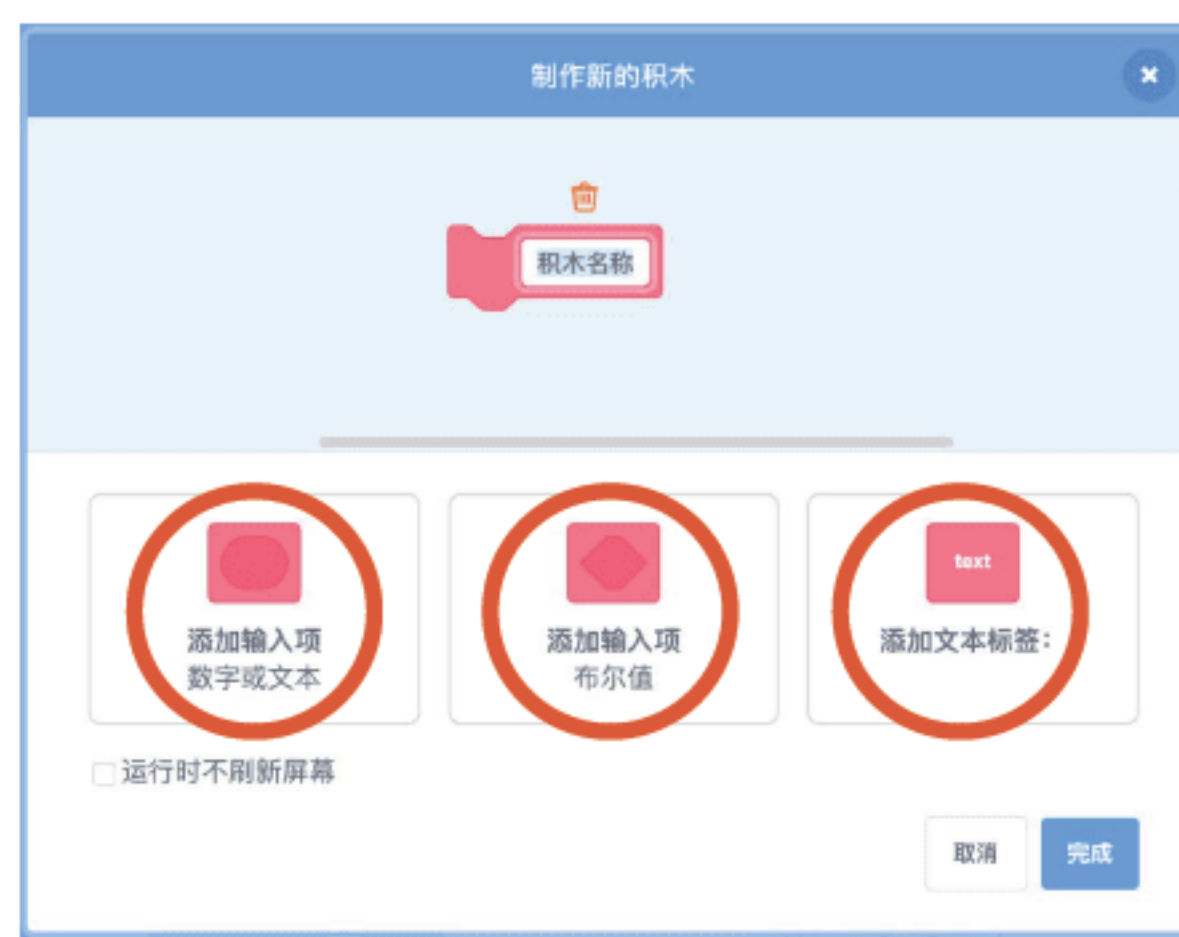 制作新的积木
积木名称
text
添加输入项
数字或文本
添加输入项
布尔值
添加文本标签：
运行时不刷新屏幕
取消
完成